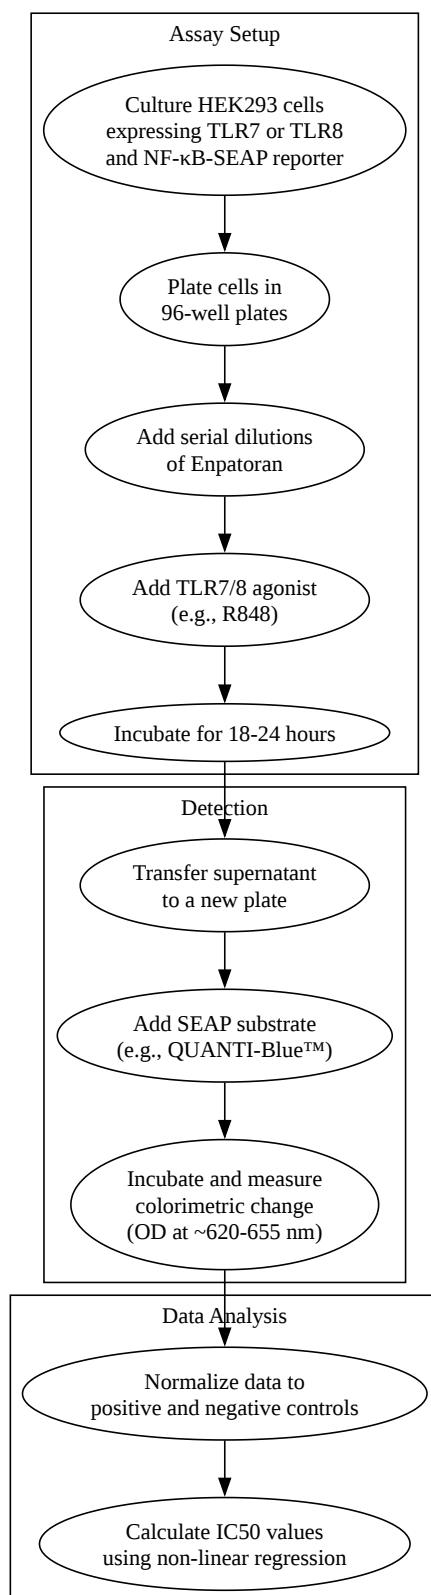 Assay Setup
Culture HEK293 cells
expressing TLR7 or TLR8
and NF-κB-SEAP reporter
Plate cells in
96-well plates
Add serial dilutions
of Enpatoran
Add TLR7/8 agonist
(e.g., R848)
Incubate for 18-24 hours
Detection
Transfer supernatant
to a new plate
Add SEAP substrate
(e.g., QUANTI-Blue™)
Incubate and measure
colorimetric change
(OD at ~620-655 nm)
Data Analysis
Normalize data to
positive and negative controls
Calculate IC50 values
using non-linear regression